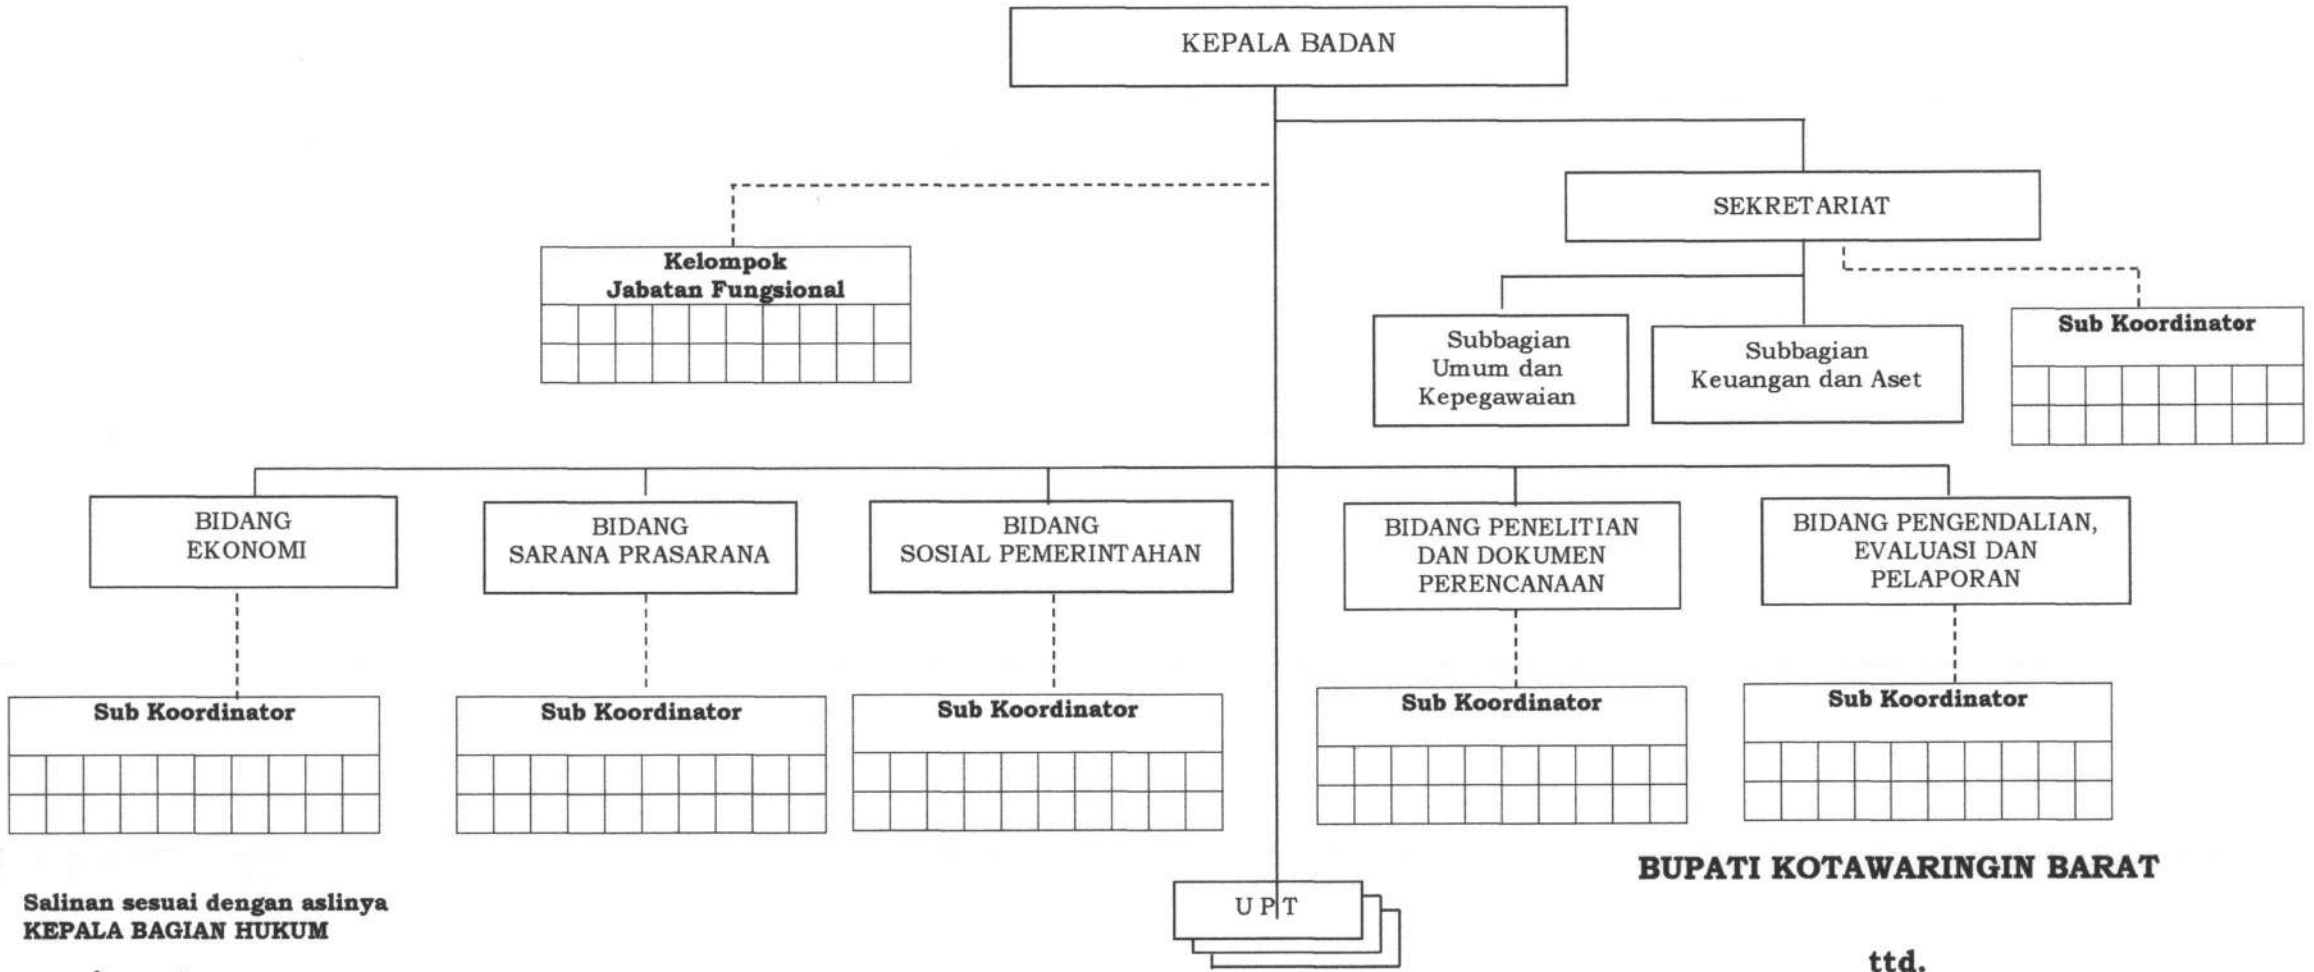 KEPALA BADAN
SEKRETARIAT
Kelompok
Jabatan Fungsional
Subbagian
Umum dan
Kepegawaian
Subbagian
Keuangan dan Aset
Sub Koordinator
BIDANG
EKONOMI
BIDANG
SARANA PRASARANA
BIDANG
SOSIAL PEMERINTAHAN
BIDANG PENELITIAN
DAN DOKUMEN
PERENCANAAN
BIDANG PENGENDALIAN,
EVALUASI DAN
PELAPORAN
Sub Koordinator
Sub Koordinator
Sub Koordinator
Sub Koordinator
Sub Koordinator
UPT
BUPATI KOTAWARINGIN BARAT
Salinan sesuai dengan aslinya
KEPALA BAGIAN HUKUM
ttd.